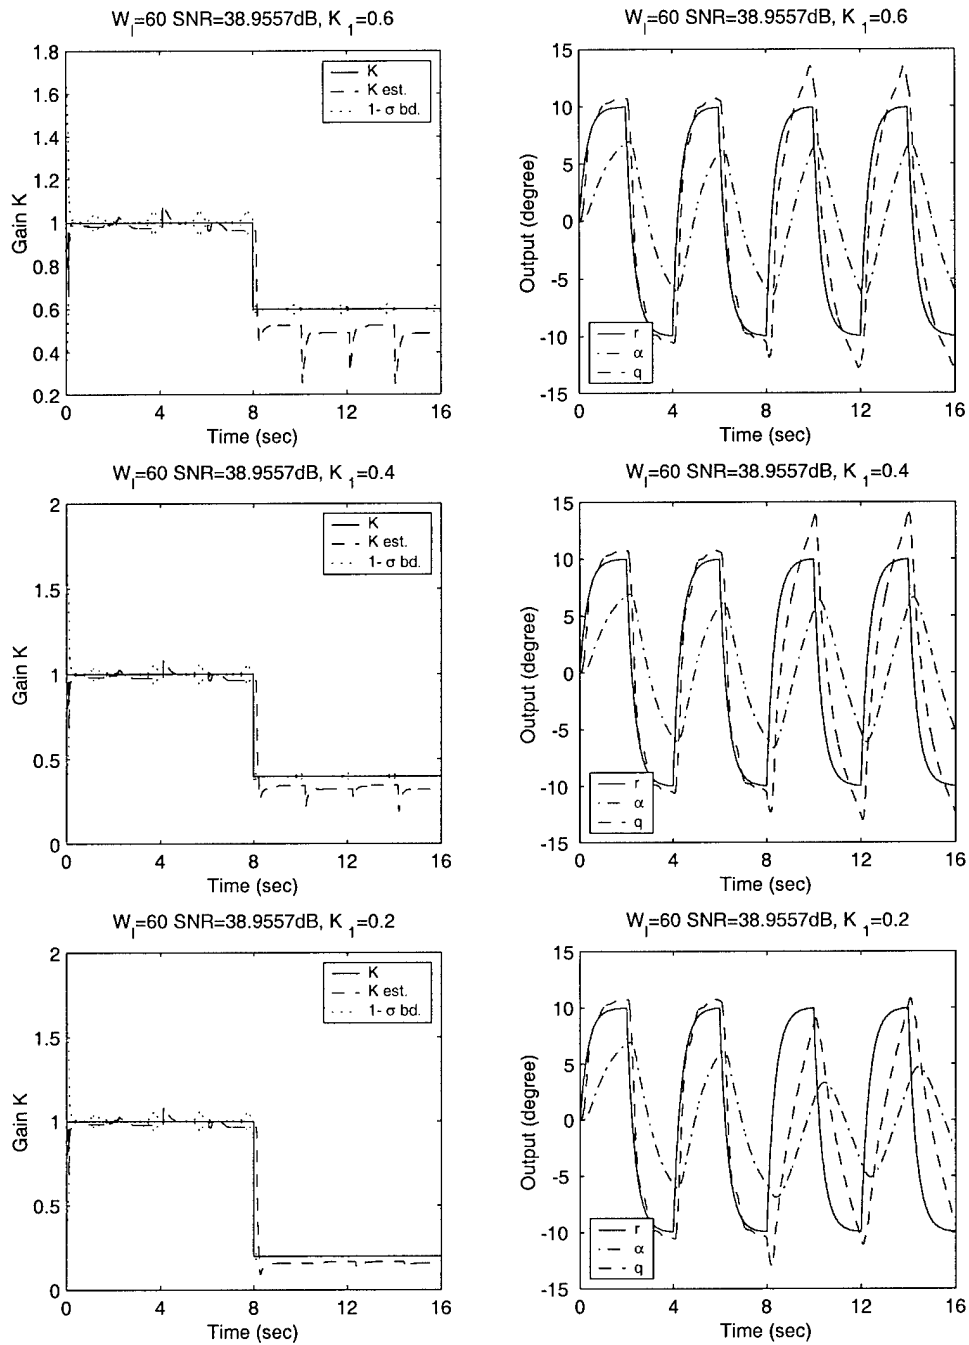 W_l=60 SNR=38.9557dB, K_1=0.6
Gain K
1.8
1.6
1.4
1.2
1
0.8
0.6
0.4
0.2
K
K est.
1- σ bd.
0 4 8 12 16
Time (sec)
W_l=60 SNR=38.9557dB, K_1=0.6
Output (degree)
15
10
5
0
-5
-10
-15
r
α
q
0 4 8 12 16
Time (sec)
W_l=60 SNR=38.9557dB, K_1=0.4
Gain K
2
1.5
1
0.5
0
K
K est.
1- σ bd.
0 4 8 12 16
Time (sec)
W_l=60 SNR=38.9557dB, K_1=0.4
Output (degree)
15
10
5
0
-5
-10
-15
r
α
q
0 4 8 12 16
Time (sec)
W_l=60 SNR=38.9557dB, K_1=0.2
Gain K
2
1.5
1
0.5
0
K
K est.
1- σ bd.
0 4 8 12 16
Time (sec)
W_l=60 SNR=38.9557dB, K_1=0.2
Output (degree)
15
10
5
0
-5
-10
-15
r
α
q
0 4 8 12 16
Time (sec)